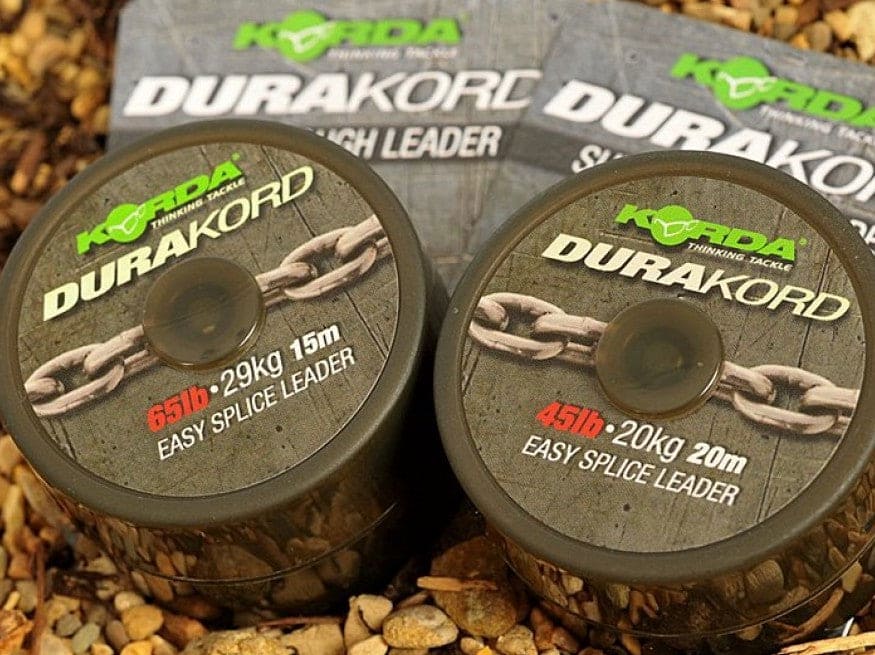 KORDA
THINKING TACKLE
DURAKORD
LEADER
KORDA
DURAKORD
KORDA
THINKING TACKLE
DURAKORD
65lb•29kg 15m
EASY SPLICE LEADER
KORDA
THINKING TACKLE
DURAKORD
45lb•20kg 20m
EASY SPLICE LEADER